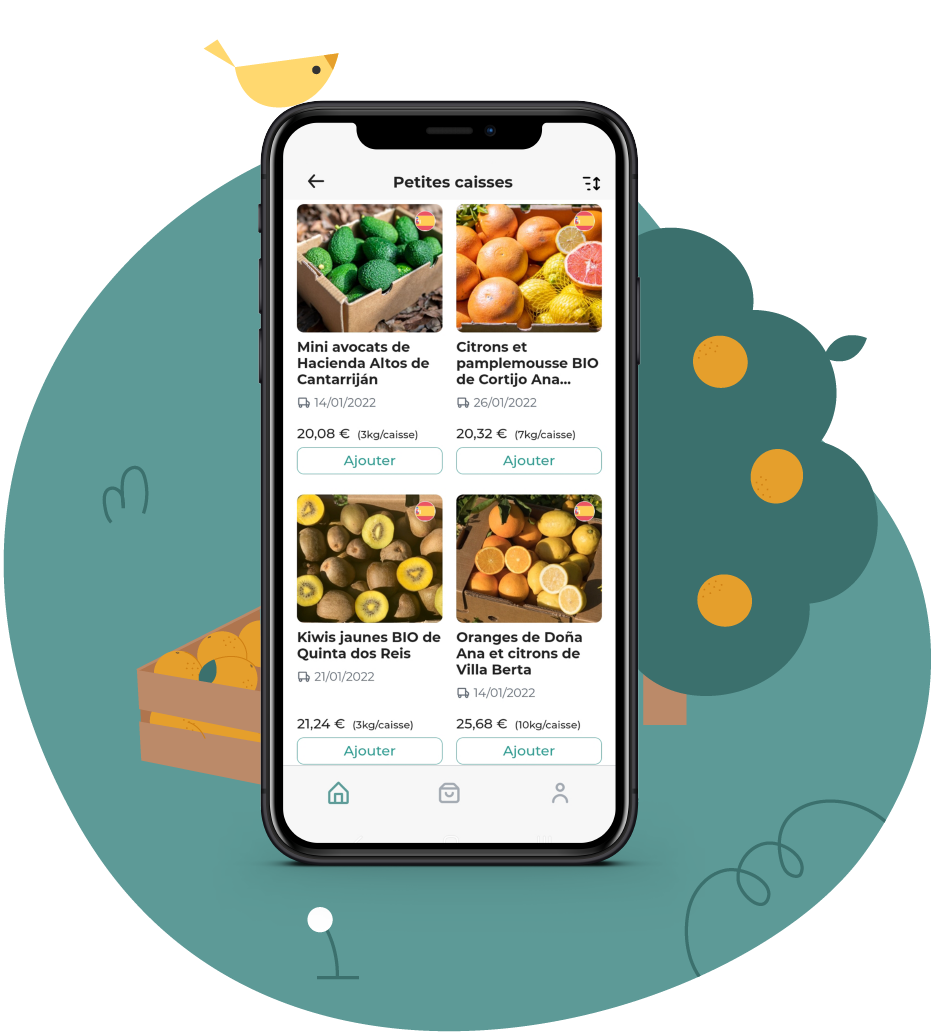 Petites caisses
Mini avocats de
Hacienda Altos de
Cantarriján
14/01/2022
20,08 € (3kg/caisse)
Ajouter
Citrons et
pamplemousse BIO
de Cortijo Ana...
26/01/2022
20,32 € (7kg/caisse)
Ajouter
Kiwis jaunes BIO de
Quinta dos Reis
21/01/2022
21,24 € (3kg/caisse)
Ajouter
Oranges de Doña
Ana et citrons de
Villa Berta
14/01/2022
25,68 € (10kg/caisse)
Ajouter